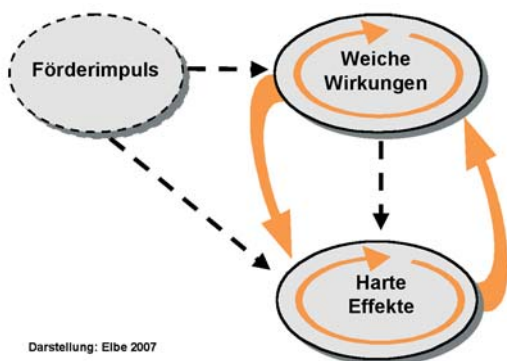 Förderimpuls
Weiche
Wirkungen
Harte
Effekte
Darstellung: Elbe 2007